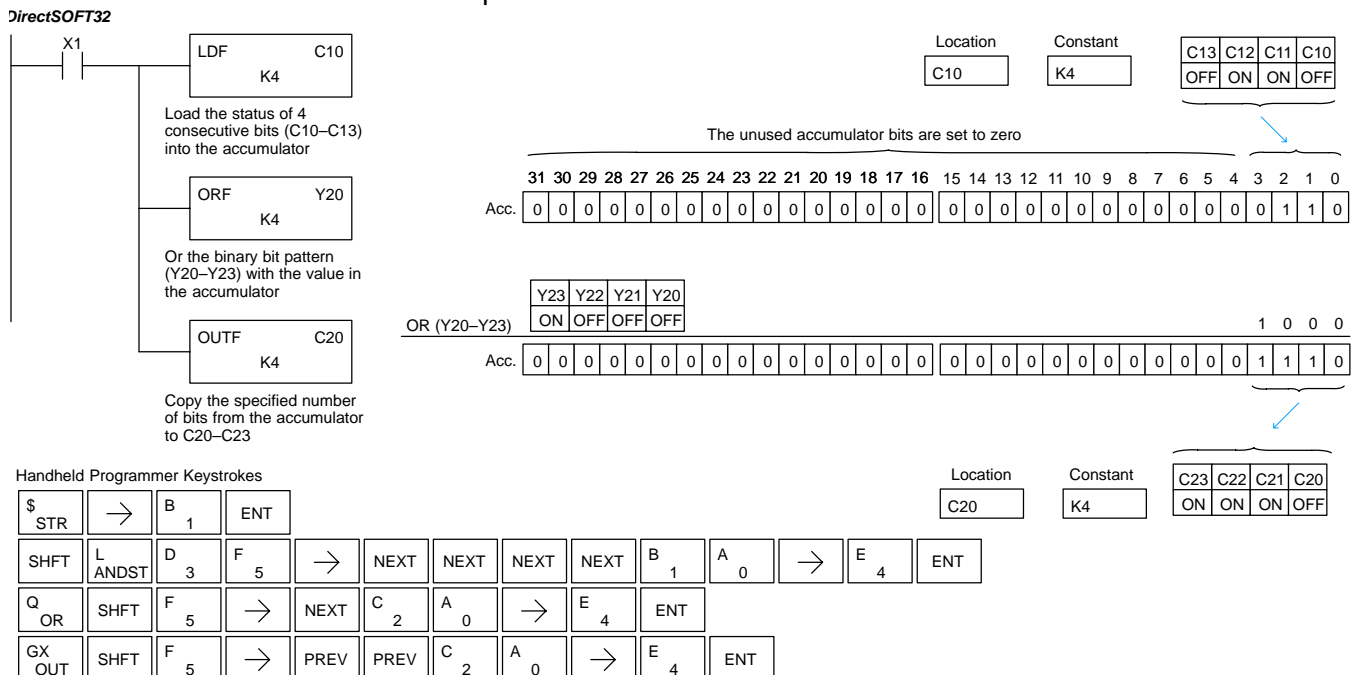 DirectSOFT32
X1
LDF C10
K4
Load the status of 4
consecutive bits (C10–C13)
into the accumulator
ORF Y20
K4
Or the binary bit pattern
(Y20–Y23) with the value in
the accumulator
OUTF C20
K4
Copy the specified number
of bits from the accumulator
to C20–C23
Location Constant
C10 K4
C13 C12 C11 C10
OFF ON ON OFF
The unused accumulator bits are set to zero
31 30 29 28 27 26 25 24 23 22 21 20 19 18 17 16 15 14 13 12 11 10 9 8 7 6 5 4 3 2 1 0
Acc. 0 0 0 0 0 0 0 0 0 0 0 0 0 0 0 0 0 0 0 0 0 0 0 0 0 0 0 0 0 1 1 0
Y23 Y22 Y21 Y20
ON OFF OFF OFF
OR (Y20–Y23) 1 0 0 0
Acc. 0 0 0 0 0 0 0 0 0 0 0 0 0 0 0 0 0 0 0 0 0 0 0 0 0 0 0 0 1 1 1 0
Location Constant
C20 K4
C23 C22 C21 C20
ON ON ON OFF
Handheld Programmer Keystrokes
$ STR → B 1 ENT
SHFT L ANDST D 3 F 5 → NEXT NEXT NEXT NEXT B 1 A 0 → E 4 ENT
Q OR SHFT F 5 → NEXT C 2 A 0 → E 4 ENT
GX OUT SHFT F 5 → PREV PREV C 2 A 0 → E 4 ENT